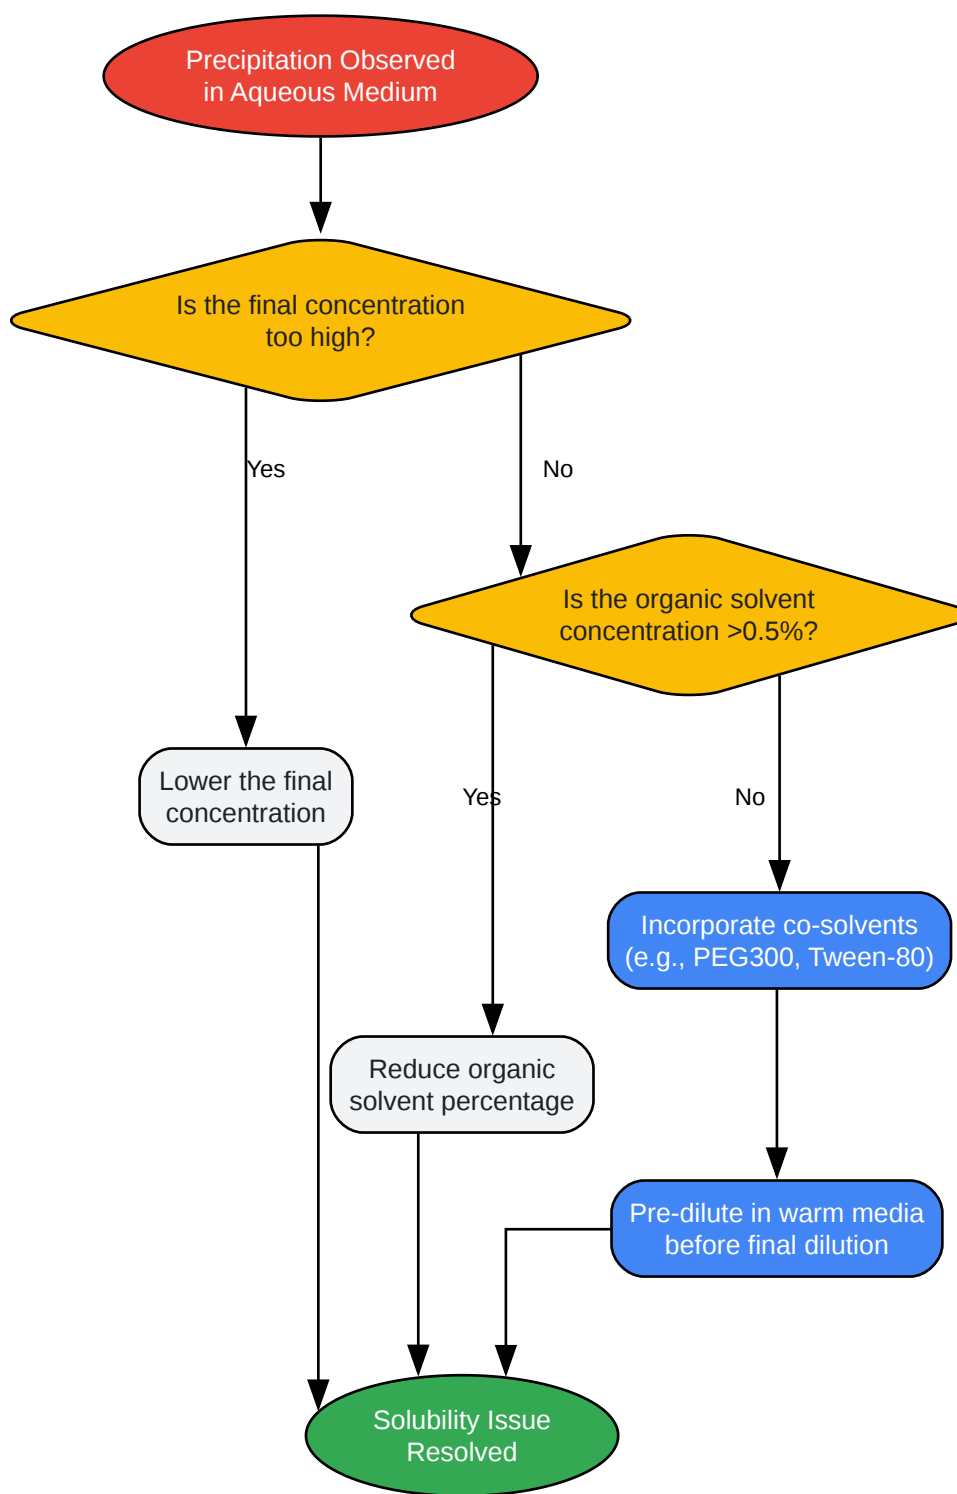 Precipitation Observed
in Aqueous Medium
Is the final concentration
too high?
Yes
No
Is the organic solvent
concentration >0.5%?
Lower the final
concentration
Yes
No
Incorporate co-solvents
(e.g., PEG300, Tween-80)
Reduce organic
solvent percentage
Pre-dilute in warm media
before final dilution
Solubility Issue
Resolved